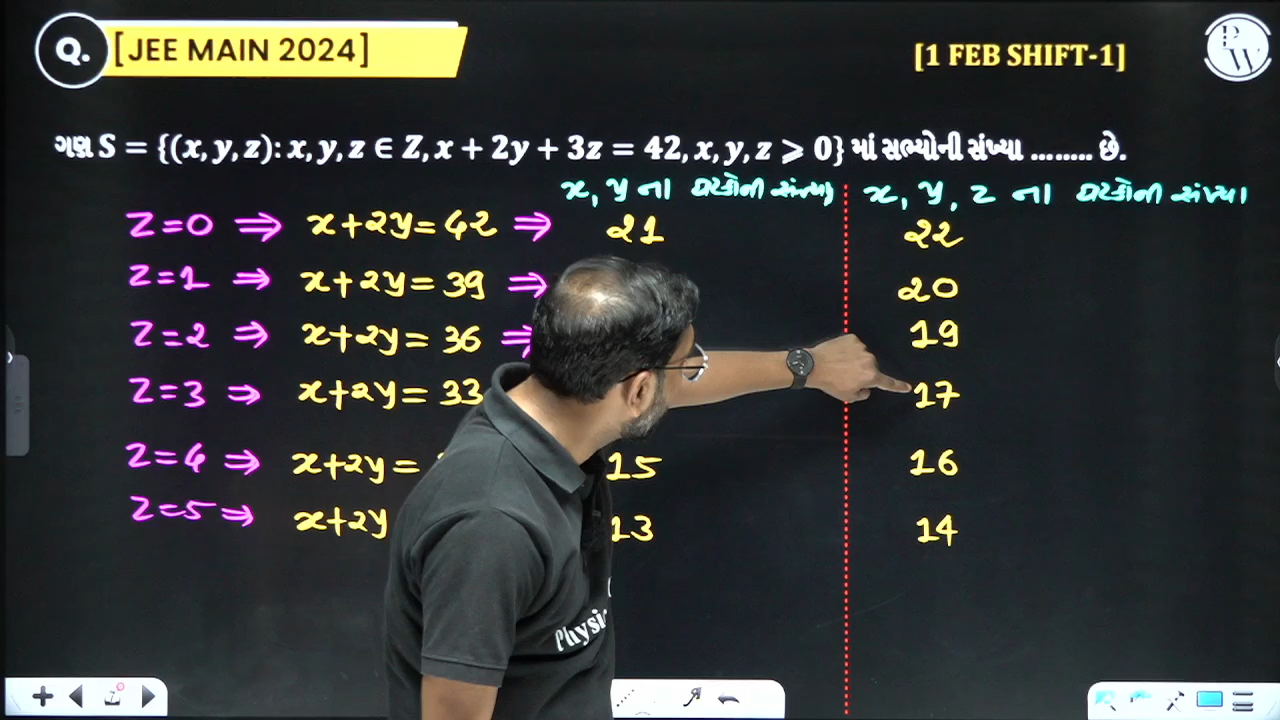 Q. [JEE MAIN 2024] [1 FEB SHIFT-1]
PW
ગણ S = {(x, y, z): x, y, z ∈ Z, x + 2y + 3z = 42, x, y, z ⩾ 0} માં સભ્યોની સંખ્યા ........ છે.
x, y ના ઘટકોની સંખ્યા x, y, z ના ઘટકોની સંખ્યા
Z=0 ⇒ x+2y = 42 ⇒ 21 22
Z=1 ⇒ x+2y = 39 ⇒ 20
Z=2 ⇒ x+2y = 36 ⇒ 19
Z=3 ⇒ x+2y = 33 17
Z=4 ⇒ x+2y = 15 16
Z=5 ⇒ x+2y 13 14